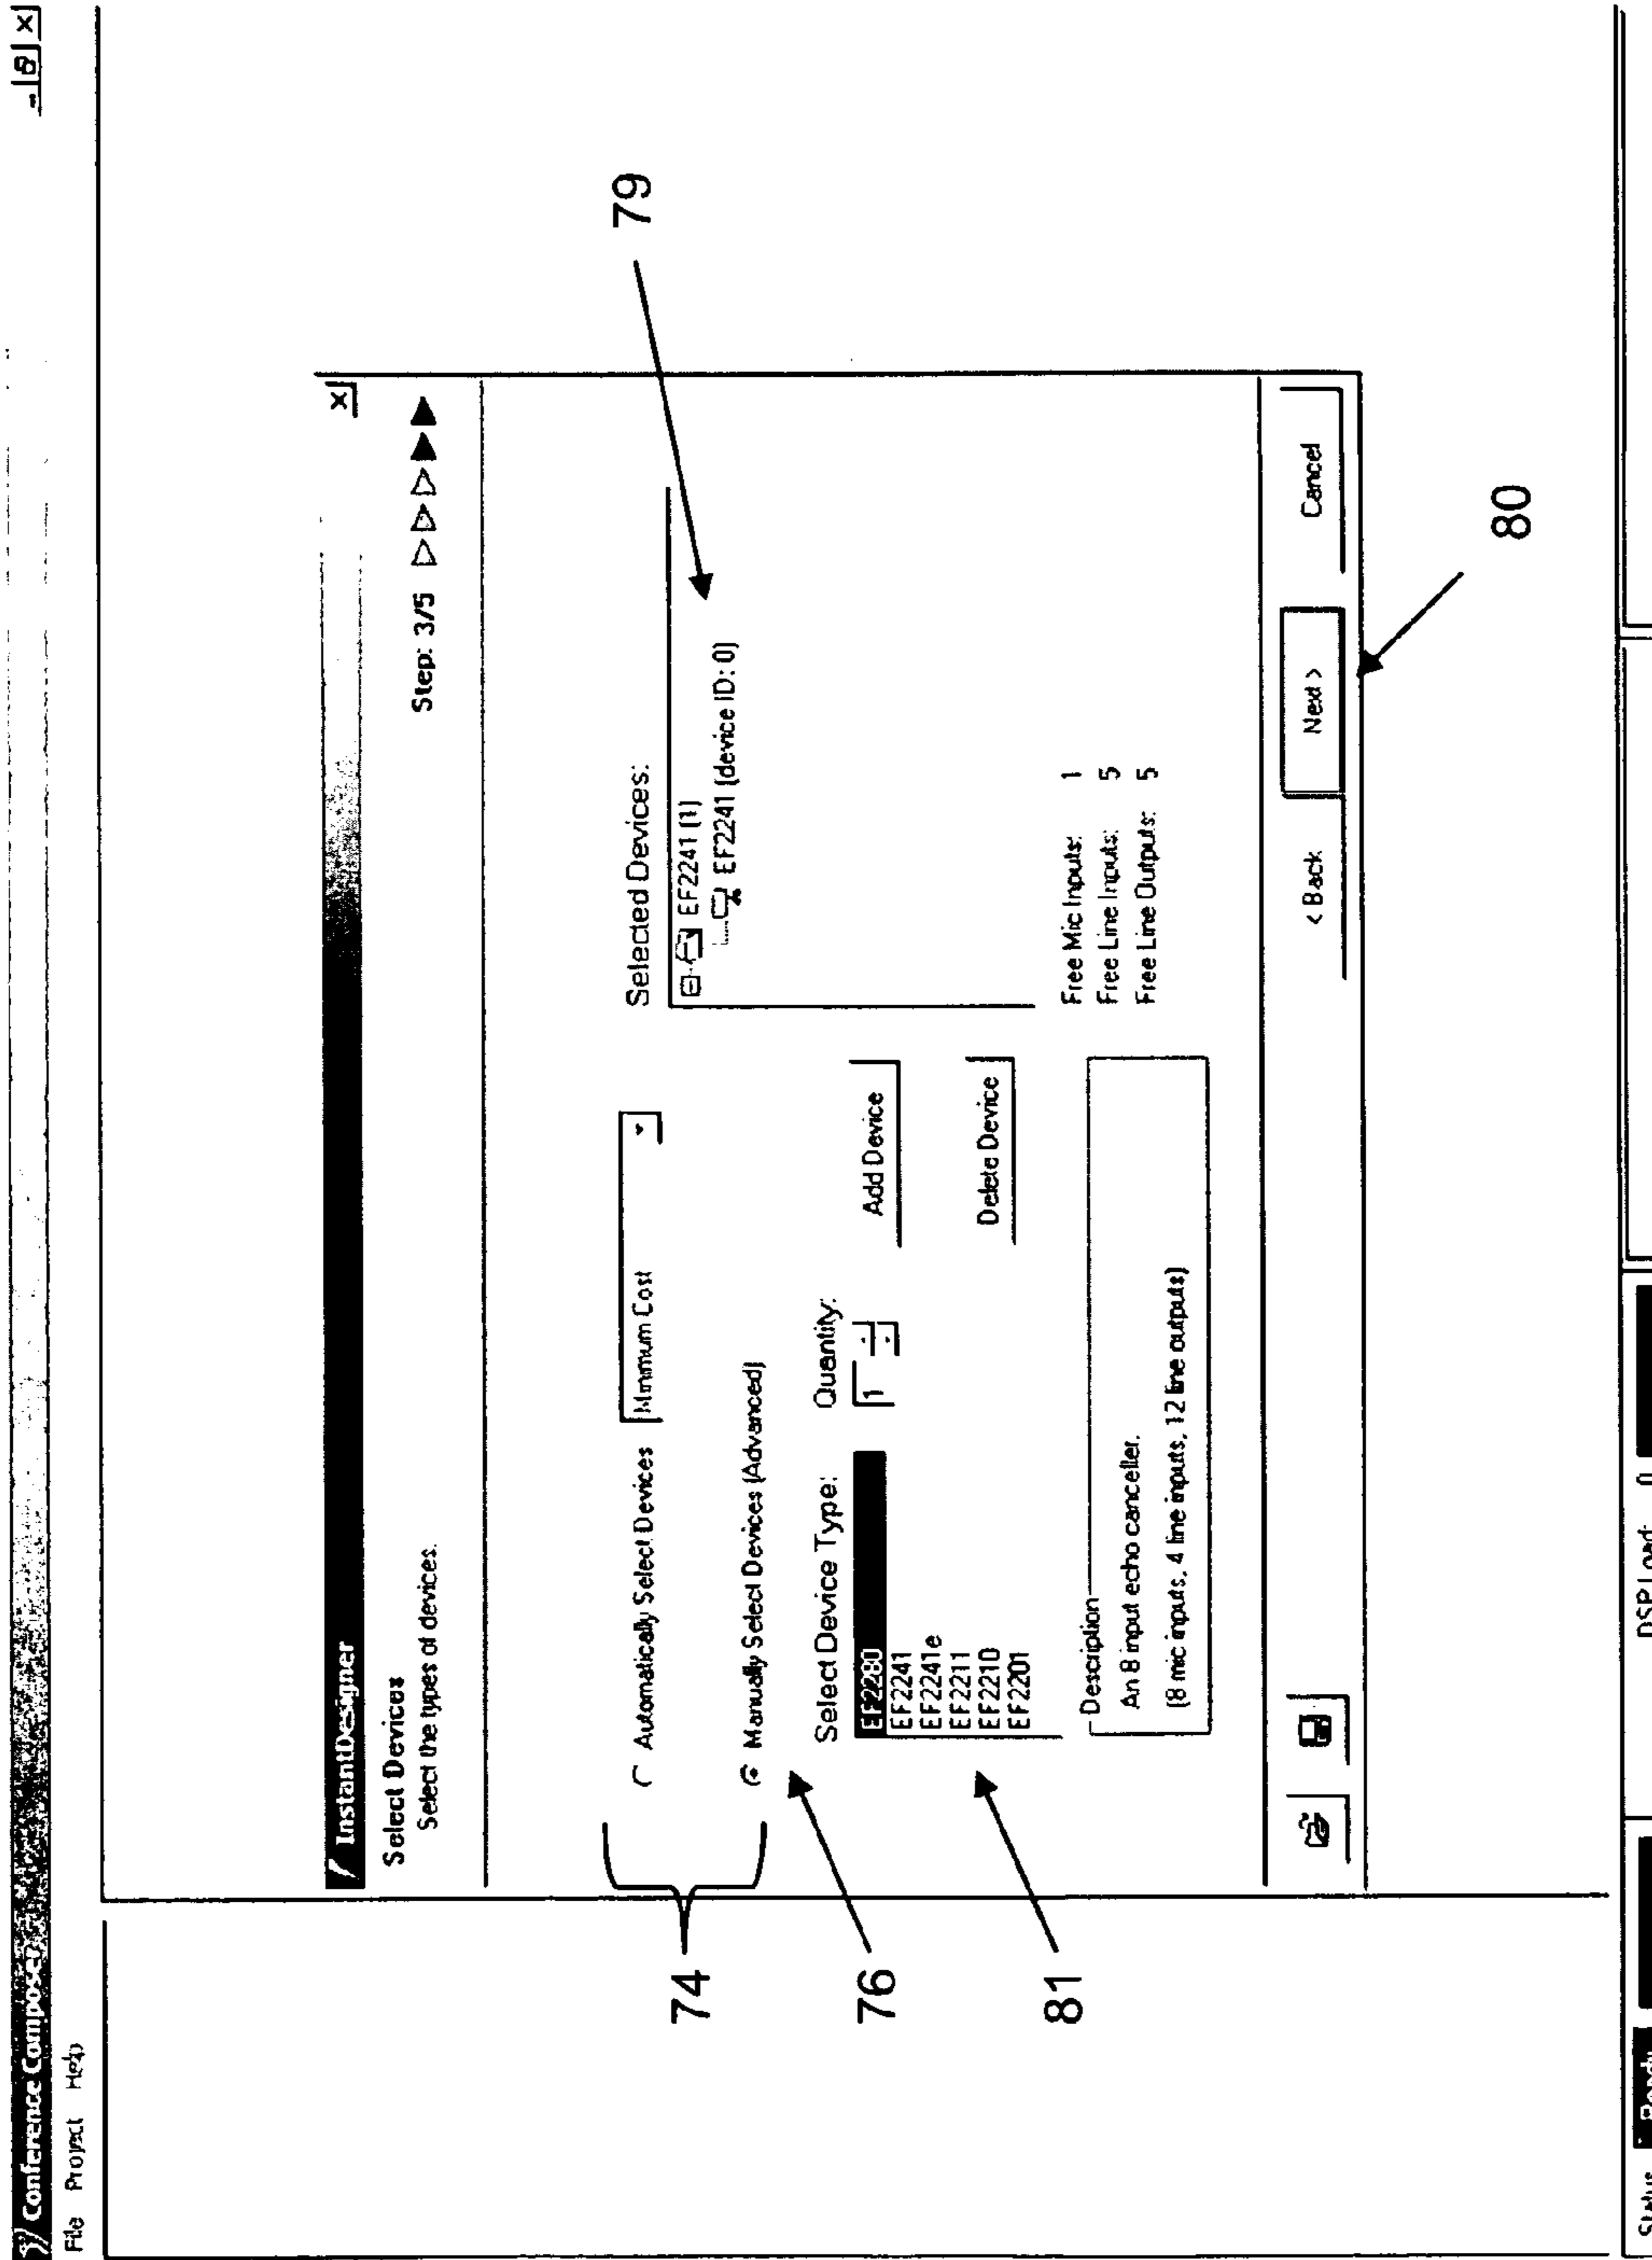 Conference Composer
File Project Help
InstantDesigner
Select Devices
Select the types of devices.
Step: 3/5
Automatically Select Devices
Minimum Cost
Manually Select Devices (Advanced)
Select Device Type:
Quantity:
EF2280
EF2241
EF2241e
EF2211
EF2210
EF2201
1
Add Device
Delete Device
Description
An 8 input echo canceller.
(8 mic inputs, 4 line inputs, 12 line outputs)
Selected Devices:
EF2241 (1)
EF2241 (device ID: 0)
Free Mic Inputs: 1
Free Line Inputs: 5
Free Line Outputs: 5
< Back
Next >
Cancel
Status
Ready
DSP Load: 0
74
76
81
79
80